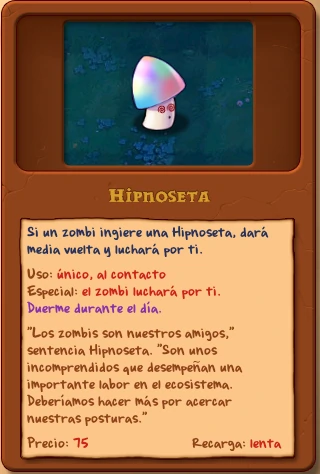 Hipnoseta
Si un zombi ingiere una Hipnoseta, dará
media vuelta y luchará por ti.
Uso: único, al contacto
Especial: el zombi luchará por ti.
Duerme durante el día.
"Los zombis son nuestros amigos,"
sentencia Hipnoseta. "Son unos
incomprendidos que desempeñan una
importante labor en el ecosistema.
Deberíamos hacer más por acercar
nuestras posturas."
Precio: 75 Recarga: lenta